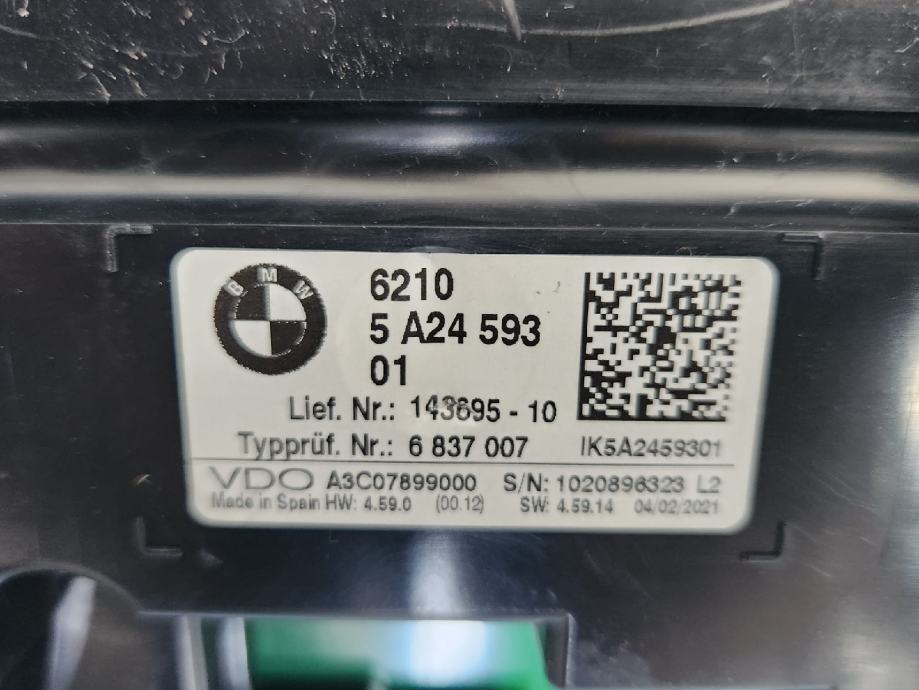 BMW
6210
5 A24 593
01
Lief. Nr.: 143695 - 10
Typprüf. Nr.: 6 837 007
IK5A2459301
VDO A3C07899000 S/N: 1020896323 L2
Made in Spain HW: 4.59.0 (00.12) SW: 4.59.14 04/02/2021